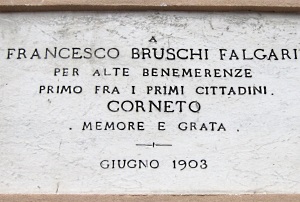 A
FRANCESCO BRUSCHI FALGARI
PER ALTE BENEMERENZE
PRIMO FRA I PRIMI CITTADINI.
CORNETO
. MEMORE E GRATA .
GIUGNO 1903